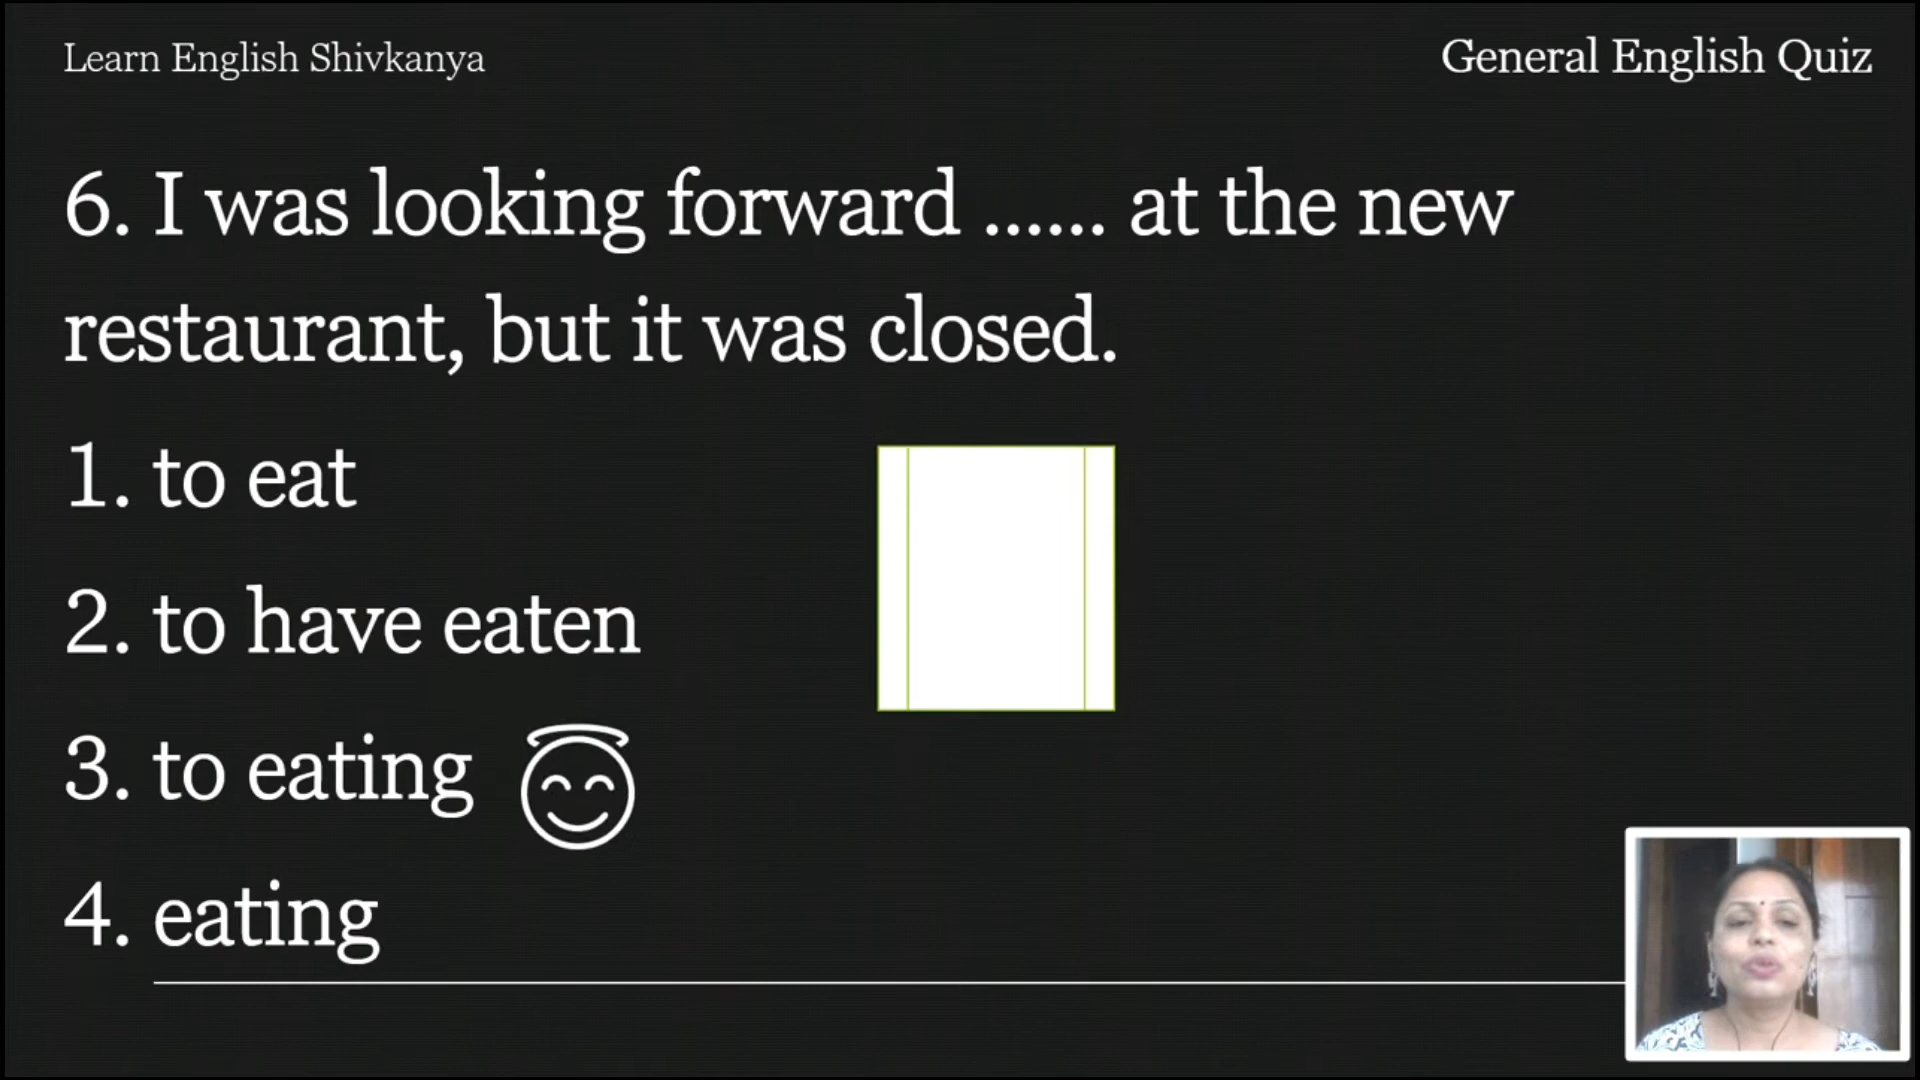 Learn English Shivkanya
General English Quiz
6. I was looking forward ...... at the new
restaurant, but it was closed.
1. to eat
2. to have eaten
3. to eating
4. eating